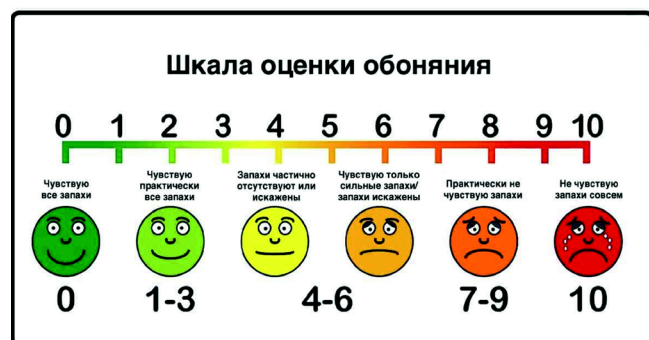 Шкала оценки обоняния
0 1 2 3 4 5 6 7 8 9 10
Чувствую
все запахи
Чувствую
практически
все запахи
Запахи частично
отсутствуют или
искажены
Чувствую только
сильные запахи/
запахи искажены
Практически не
чувствую запахи
Не чувствую
запахи совсем
0 1-3 4-6 7-9 10